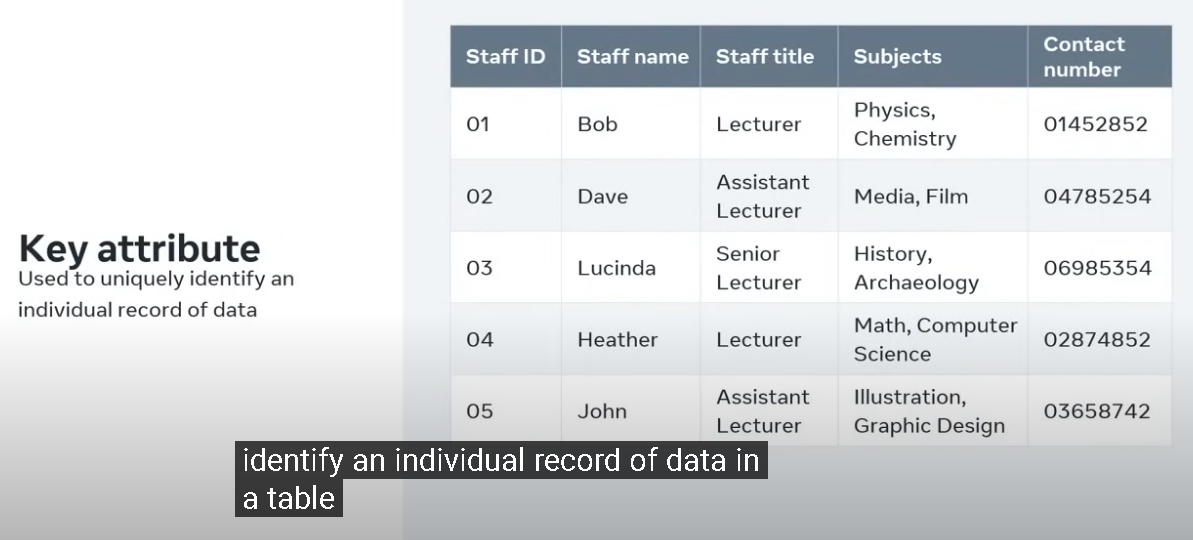 Key attribute
Used to uniquely identify an
individual record of data
Staff ID Staff name Staff title Subjects Contact number
01 Bob Lecturer Physics, Chemistry 01452852
02 Dave Assistant Lecturer Media, Film 04785254
03 Lucinda Senior Lecturer History, Archaeology 06985354
04 Heather Lecturer Math, Computer Science 02874852
05 John Assistant Lecturer Illustration, Graphic Design 03658742
identify an individual record of data in
a table